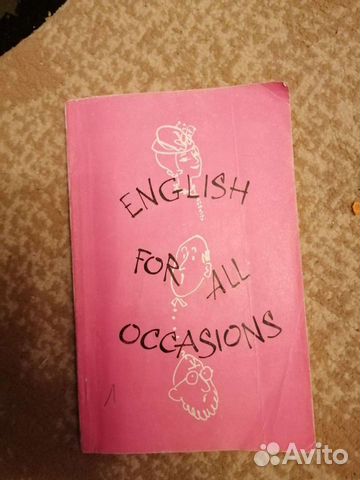 ENGLISH
FOR ALL
OCCASIONS
1
Avito